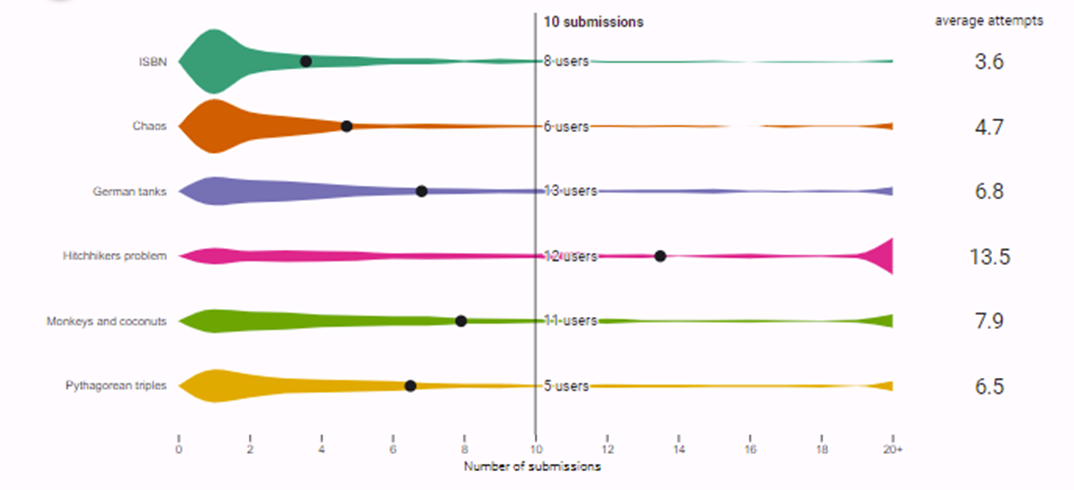 10 submissions
average attempts
ISBN 8 users 3.6
Chaos 6 users 4.7
German tanks 13 users 6.8
Hitchhikers problem 12 users 13.5
Monkeys and coconuts 11 users 7.9
Pythagorean triples 5 users 6.5
0 2 4 6 8 10 12 14 16 18 20+
Number of submissions